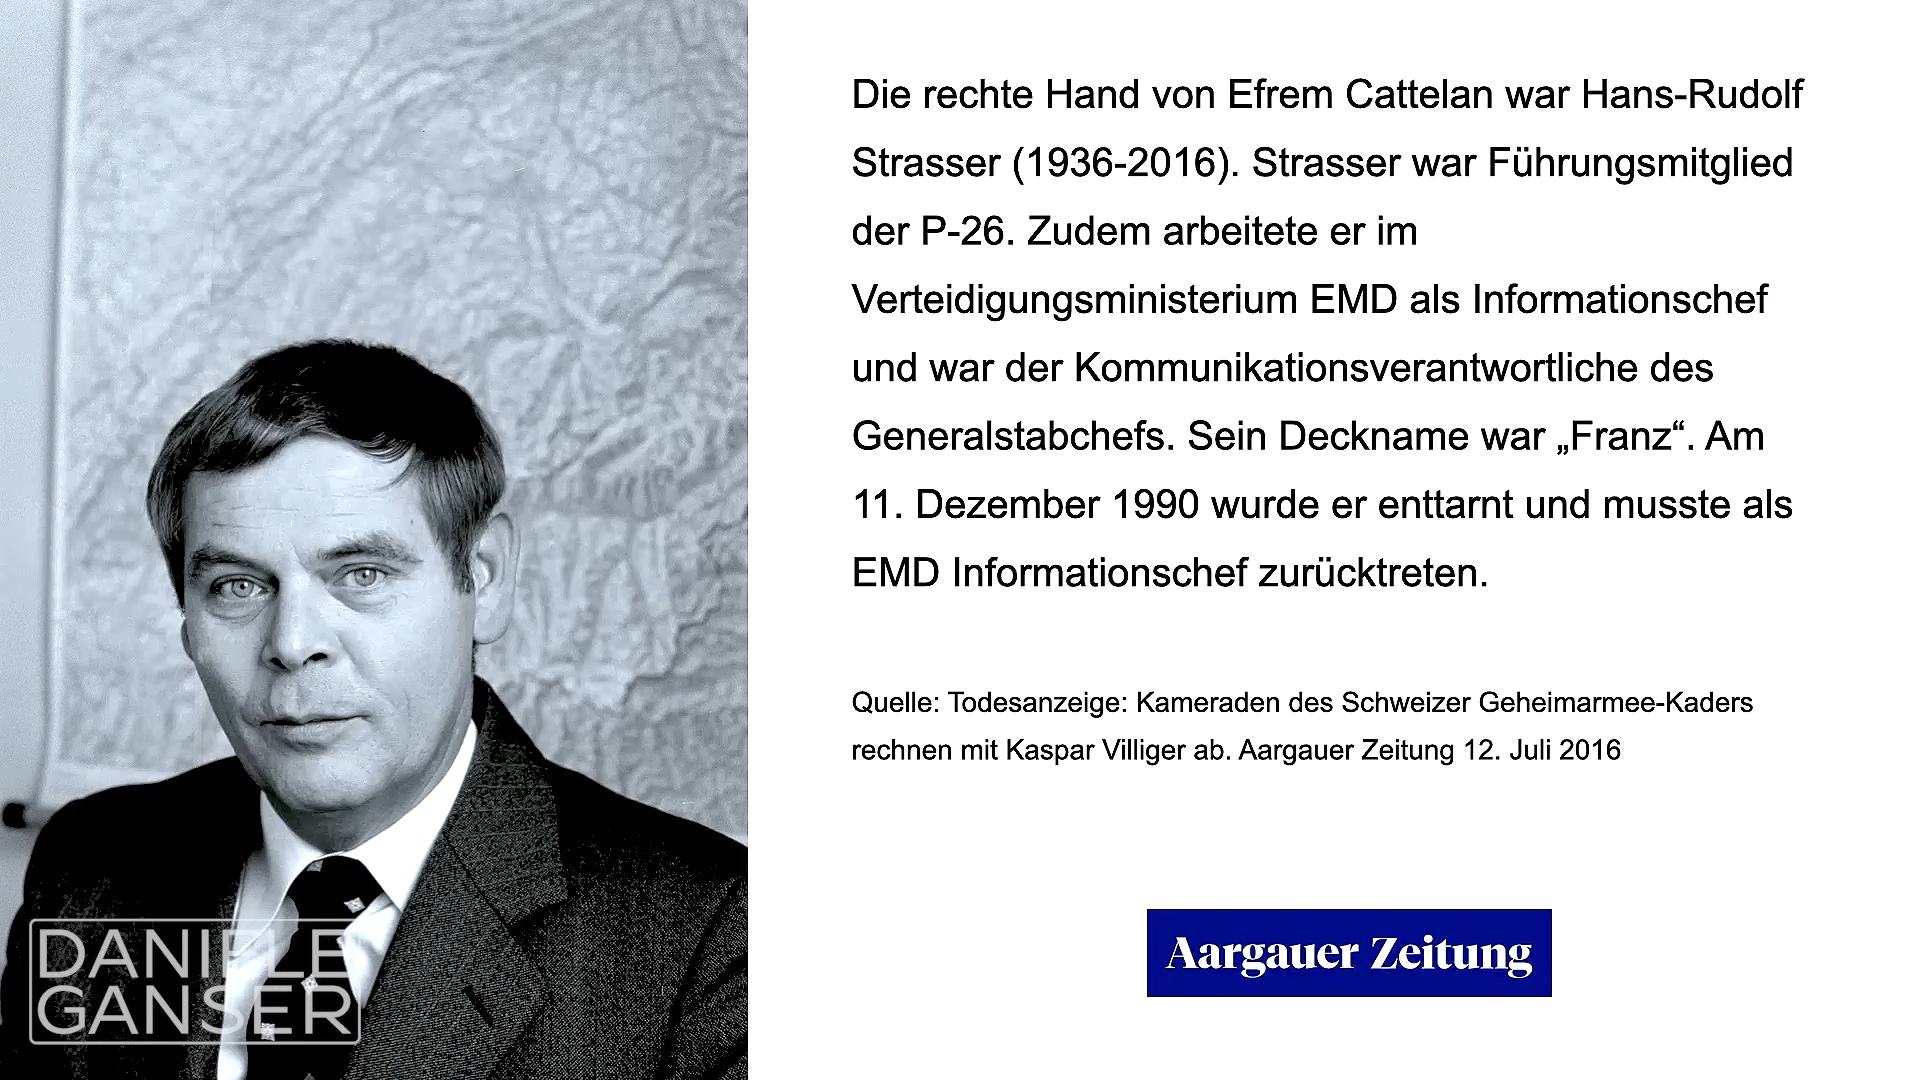 Die rechte Hand von Efrem Cattelan war Hans-Rudolf
Strasser (1936-2016). Strasser war Führungsmitglied
der P-26. Zudem arbeitete er im
Verteidigungsministerium EMD als Informationschef
und war der Kommunikationsverantwortliche des
Generalstabchefs. Sein Deckname war „Franz“. Am
11. Dezember 1990 wurde er enttarnt und musste als
EMD Informationschef zurücktreten.
Quelle: Todesanzeige: Kameraden des Schweizer Geheimarmee-Kaders
rechnen mit Kaspar Villiger ab. Aargauer Zeitung 12. Juli 2016
Aargauer Zeitung
DANIELE
GANSER